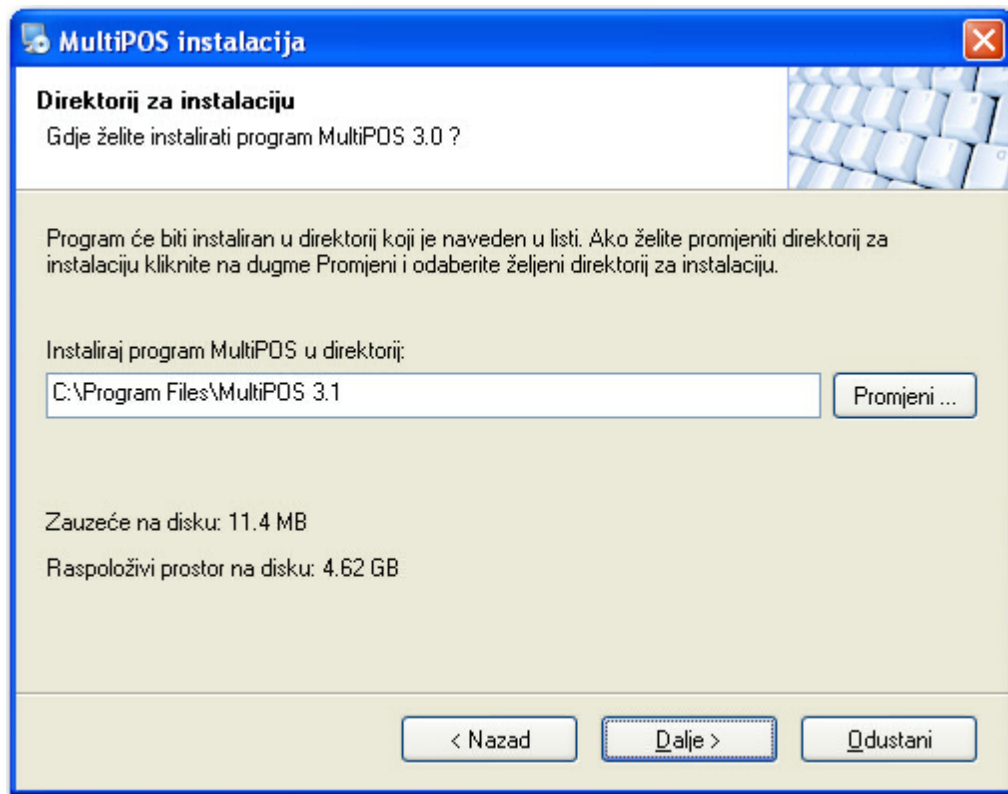 MultiPOS instalacija
Direktorij za instalaciju
Gdje želite instalirati program MultiPOS 3.0 ?
Program će biti instaliran u direktorij koji je naveden u listi. Ako želite promjeniti direktorij za
instalaciju kliknite na dugme Promjeni i odaberite željeni direktorij za instalaciju.
Instaliraj program MultiPOS u direktorij:
C:\Program Files\MultiPOS 3.1
Promjeni ...
Zauzeće na disku: 11.4 MB
Raspoloživi prostor na disku: 4.62 GB
< Nazad
Dalje >
Odustani